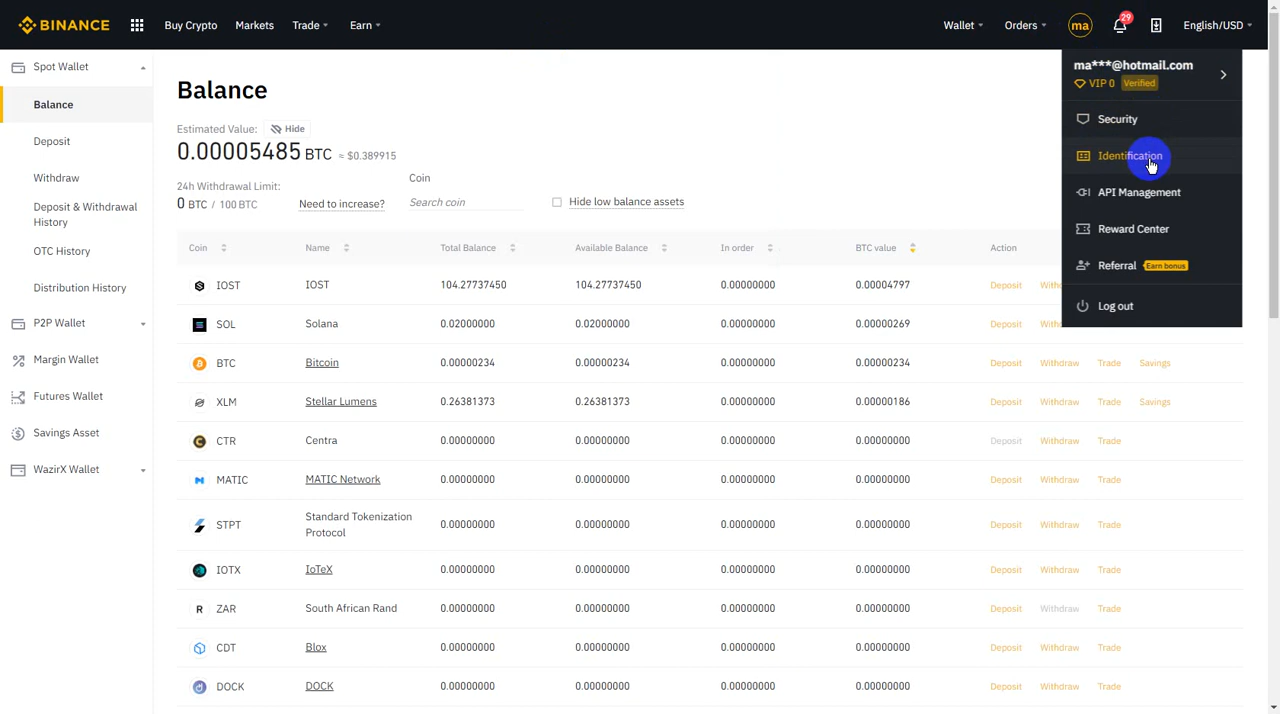 BINANCE Buy Crypto Markets Trade Earn Wallet Orders ma 29 English/USD
ma***@hotmail.com
VIP 0 Verified
Security
Identification
API Management
Reward Center
Referral Earn bonus
Log out
Spot Wallet
Balance
Deposit
Withdraw
Deposit & Withdrawal
History
OTC History
Distribution History
P2P Wallet
Margin Wallet
Futures Wallet
Savings Asset
WazirX Wallet
Balance
Estimated Value: Hide
0.00005485 BTC ≈ $0.389915
24h Withdrawal Limit:
0 BTC / 100 BTC Need to increase?
Coin
Search coin
Hide low balance assets
Coin Name Total Balance Available Balance In order BTC value Action
IOST IOST 104.27737450 104.27737450 0.00000000 0.00004797 Deposit
SOL Solana 0.02000000 0.02000000 0.00000000 0.00000269 Deposit
BTC Bitcoin 0.00000234 0.00000234 0.00000000 0.00000234 Deposit Withdraw Trade Savings
XLM Stellar Lumens 0.26381373 0.26381373 0.00000000 0.00000186 Deposit Withdraw Trade Savings
CTR Centra 0.00000000 0.00000000 0.00000000 0.00000000 Deposit Withdraw Trade
MATIC MATIC Network 0.00000000 0.00000000 0.00000000 0.00000000 Deposit Withdraw Trade
STPT Standard Tokenization
Protocol 0.00000000 0.00000000 0.00000000 0.00000000 Deposit Withdraw Trade
IOTX IoTeX 0.00000000 0.00000000 0.00000000 0.00000000 Deposit Withdraw Trade
R ZAR South African Rand 0.00000000 0.00000000 0.00000000 0.00000000 Deposit Withdraw Trade
CDT Blox 0.00000000 0.00000000 0.00000000 0.00000000 Deposit Withdraw Trade
DOCK DOCK 0.00000000 0.00000000 0.00000000 0.00000000 Deposit Withdraw Trade